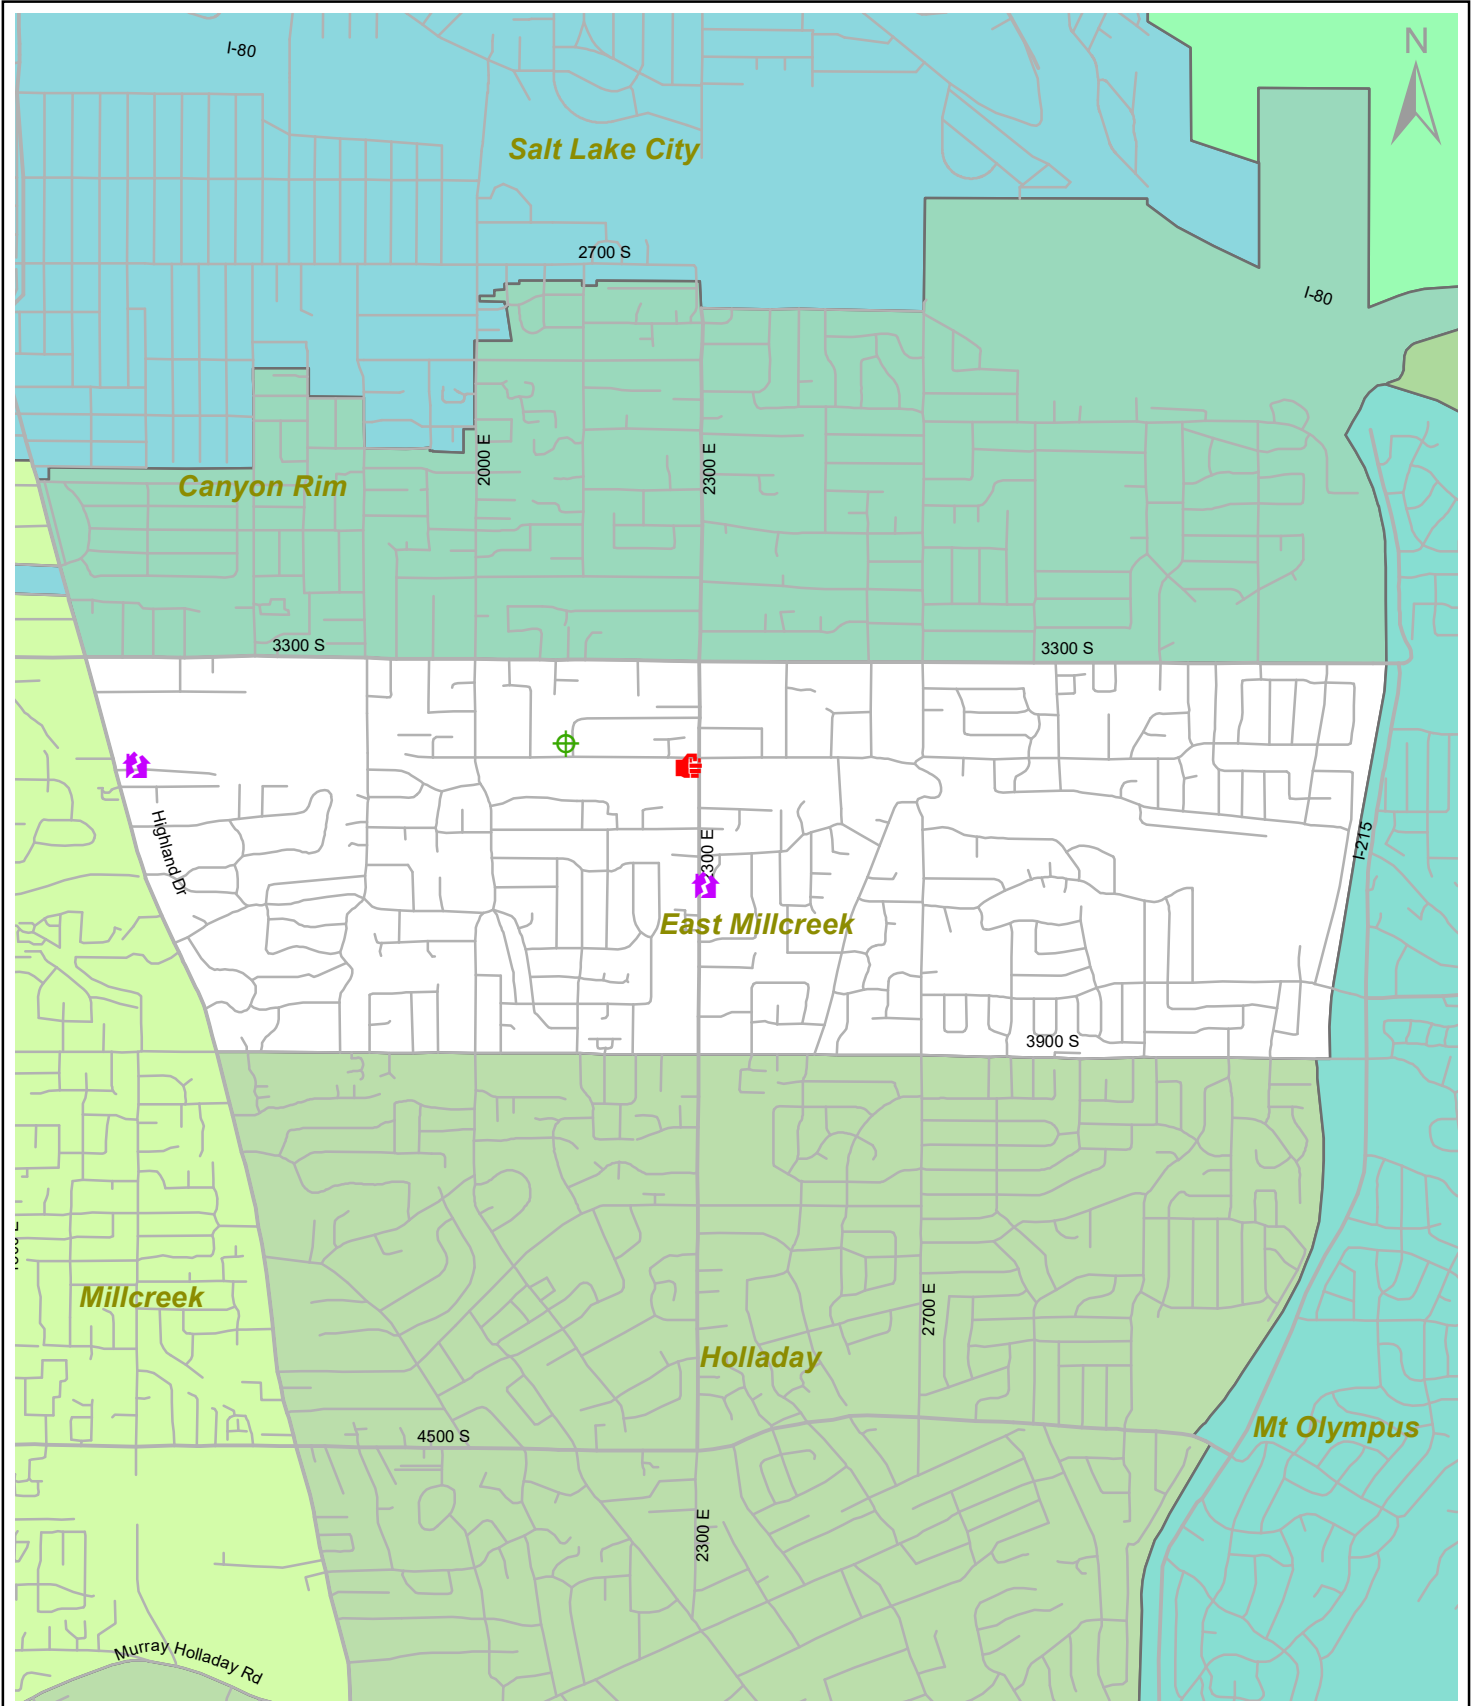 I-80
N
Salt Lake City
2700 S
I-80
2000 E
2300 E
Canyon Rim
3300 S
3300 S
Highland Dr
2300 E
I-215
East Millcreek
3900 S
Millcreek
2700 E
Holladay
Mt Olympus
4500 S
2300 E
Murray Holladay Rd